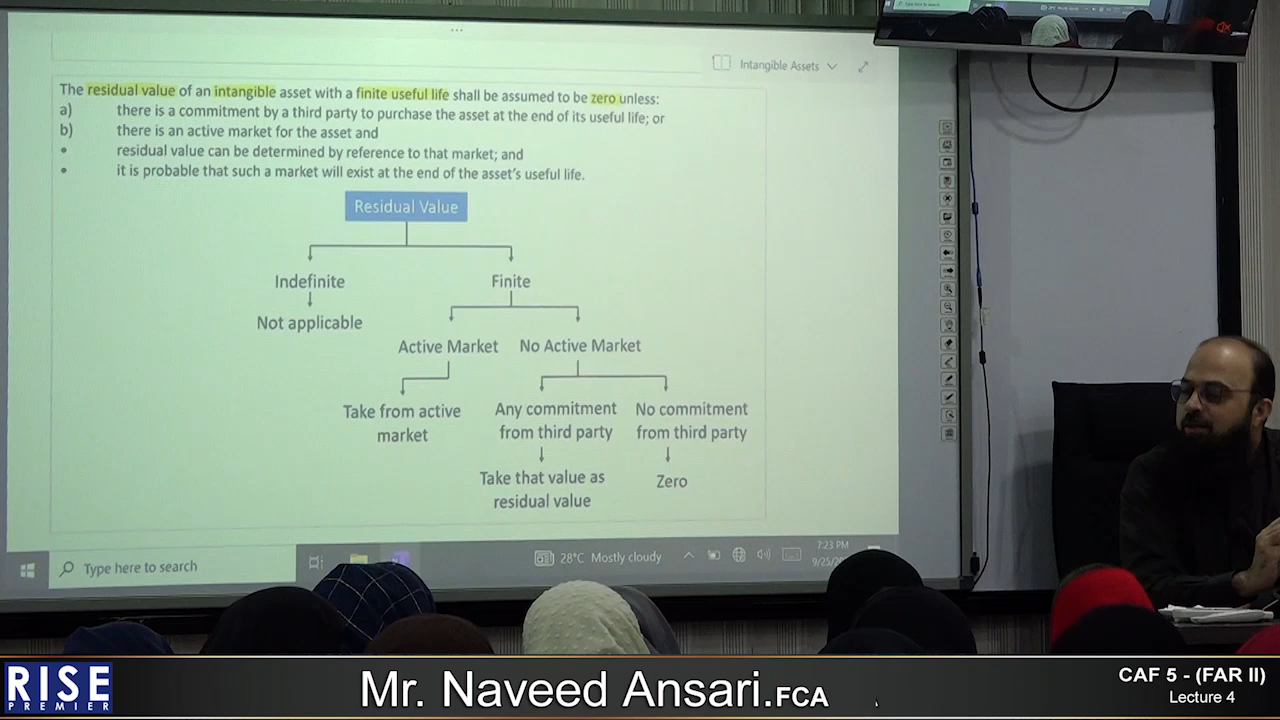 Intangible Assets
The residual value of an intangible asset with a finite useful life shall be assumed to be zero unless:
a) there is a commitment by a third party to purchase the asset at the end of its useful life; or
b) there is an active market for the asset and
• residual value can be determined by reference to that market; and
• it is probable that such a market will exist at the end of the asset's useful life.
Residual Value
Indefinite
Finite
Not applicable
Active Market
No Active Market
Take from active
market
Any commitment
from third party
No commitment
from third party
Take that value as
residual value
Zero
Type here to search
28°C Mostly cloudy
7:23 PM
9/25/
RISE
PREMIER
Mr. Naveed Ansari.FCA
CAF 5 - (FAR II)
Lecture 4